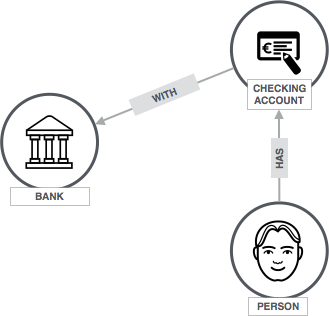 €
CHECKING
ACCOUNT
WITH
BANK
HAS
PERSON